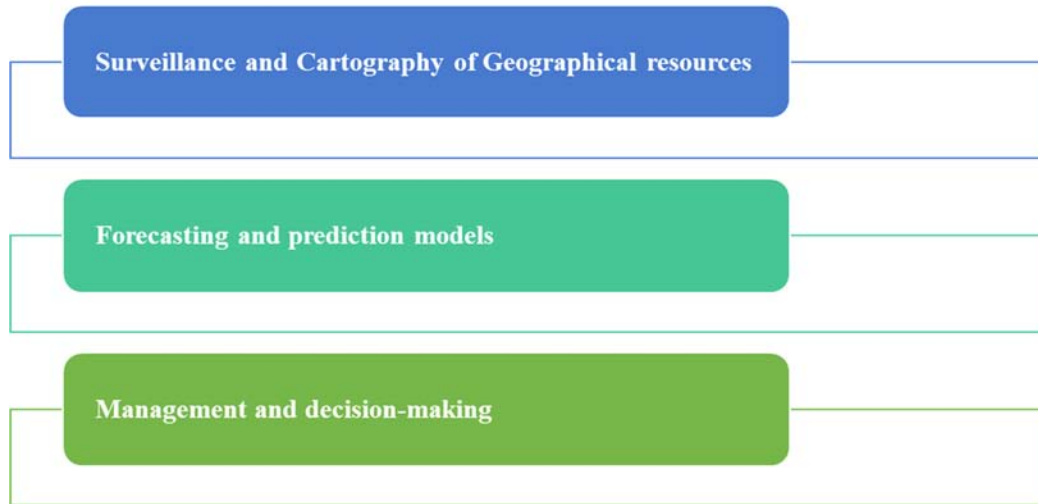 Surveillance and Cartography of Geographical resources
Forecasting and prediction models
Management and decision-making